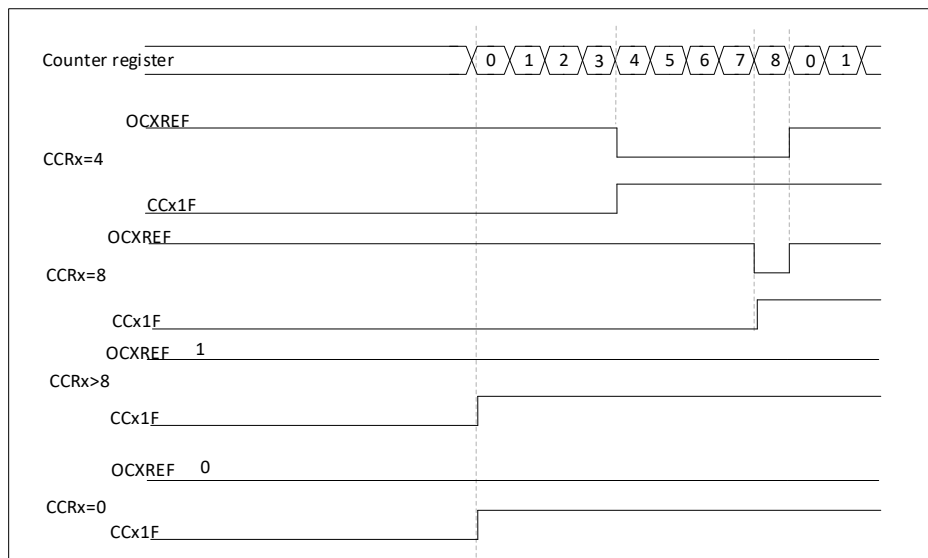 Counter register 0 1 2 3 4 5 6 7 8 0 1
OCXREF
CCRx=4
CCx1F
OCXREF
CCRx=8
CCx1F
OCXREF 1
CCRx>8
CCx1F
OCXREF 0
CCRx=0
CCx1F